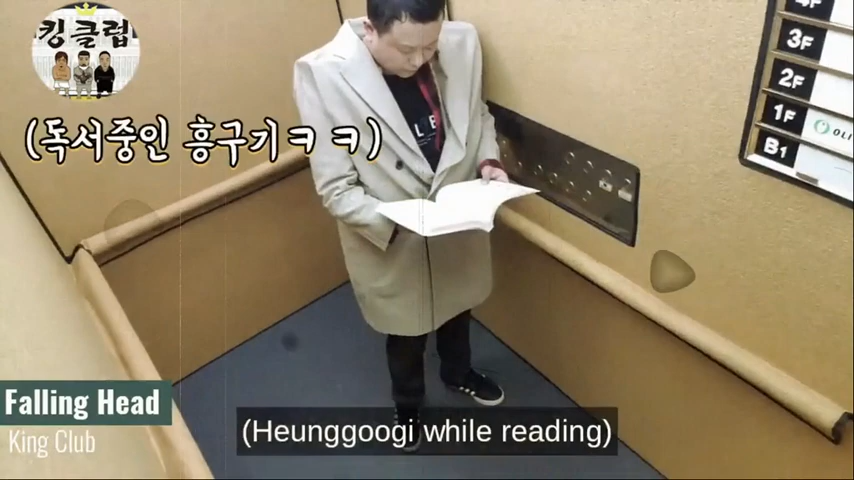 킹클럽
(독서중인 흥구기ㅋㅋ)
4F
3F
2F
1F
B1
OLI
Falling Head
King Club
(Heunggoogi while reading)